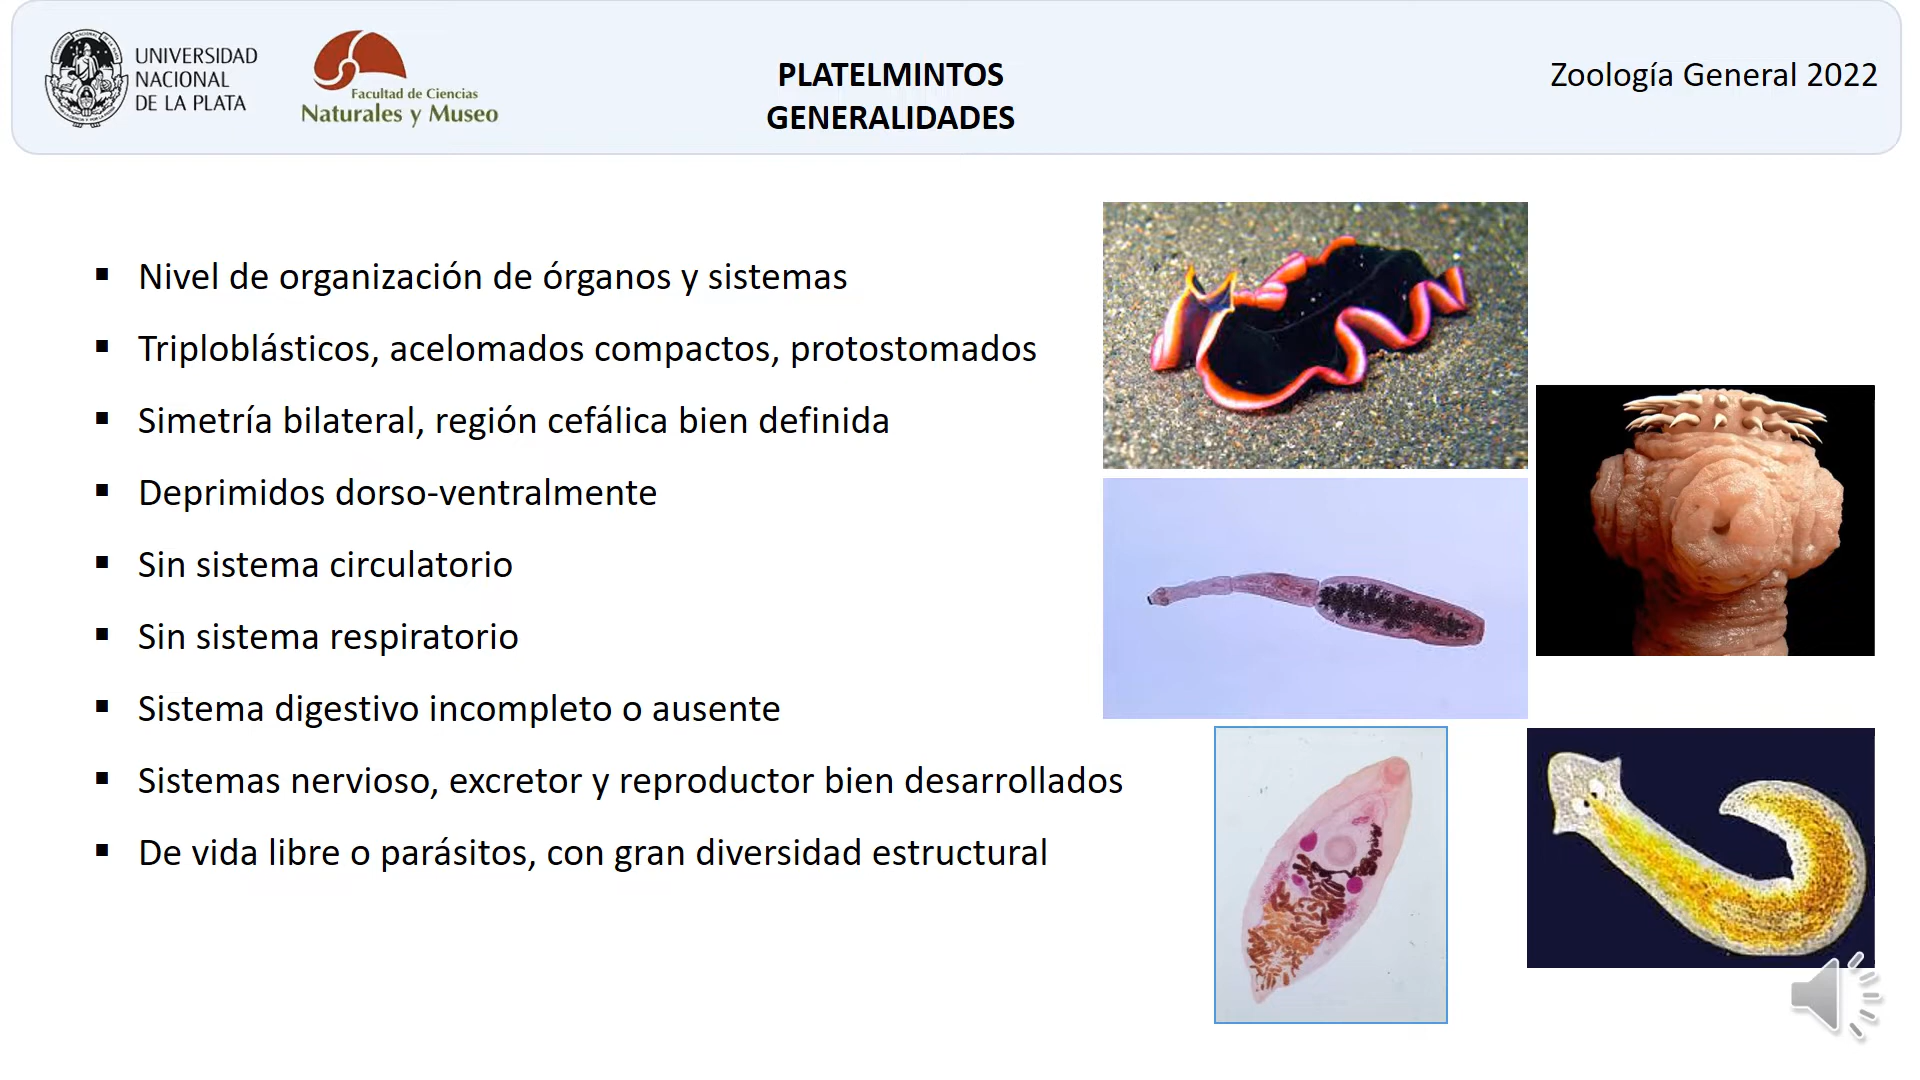 UNIVERSIDAD
NACIONAL
DE LA PLATA
Facultad de Ciencias
Naturales y Museo
PLATELMINTOS
GENERALIDADES
Zoología General 2022
▪ Nivel de organización de órganos y sistemas
▪ Triploblásticos, acelomados compactos, protostomados
▪ Simetría bilateral, región cefálica bien definida
▪ Deprimidos dorso-ventralmente
▪ Sin sistema circulatorio
▪ Sin sistema respiratorio
▪ Sistema digestivo incompleto o ausente
▪ Sistemas nervioso, excretor y reproductor bien desarrollados
▪ De vida libre o parásitos, con gran diversidad estructural